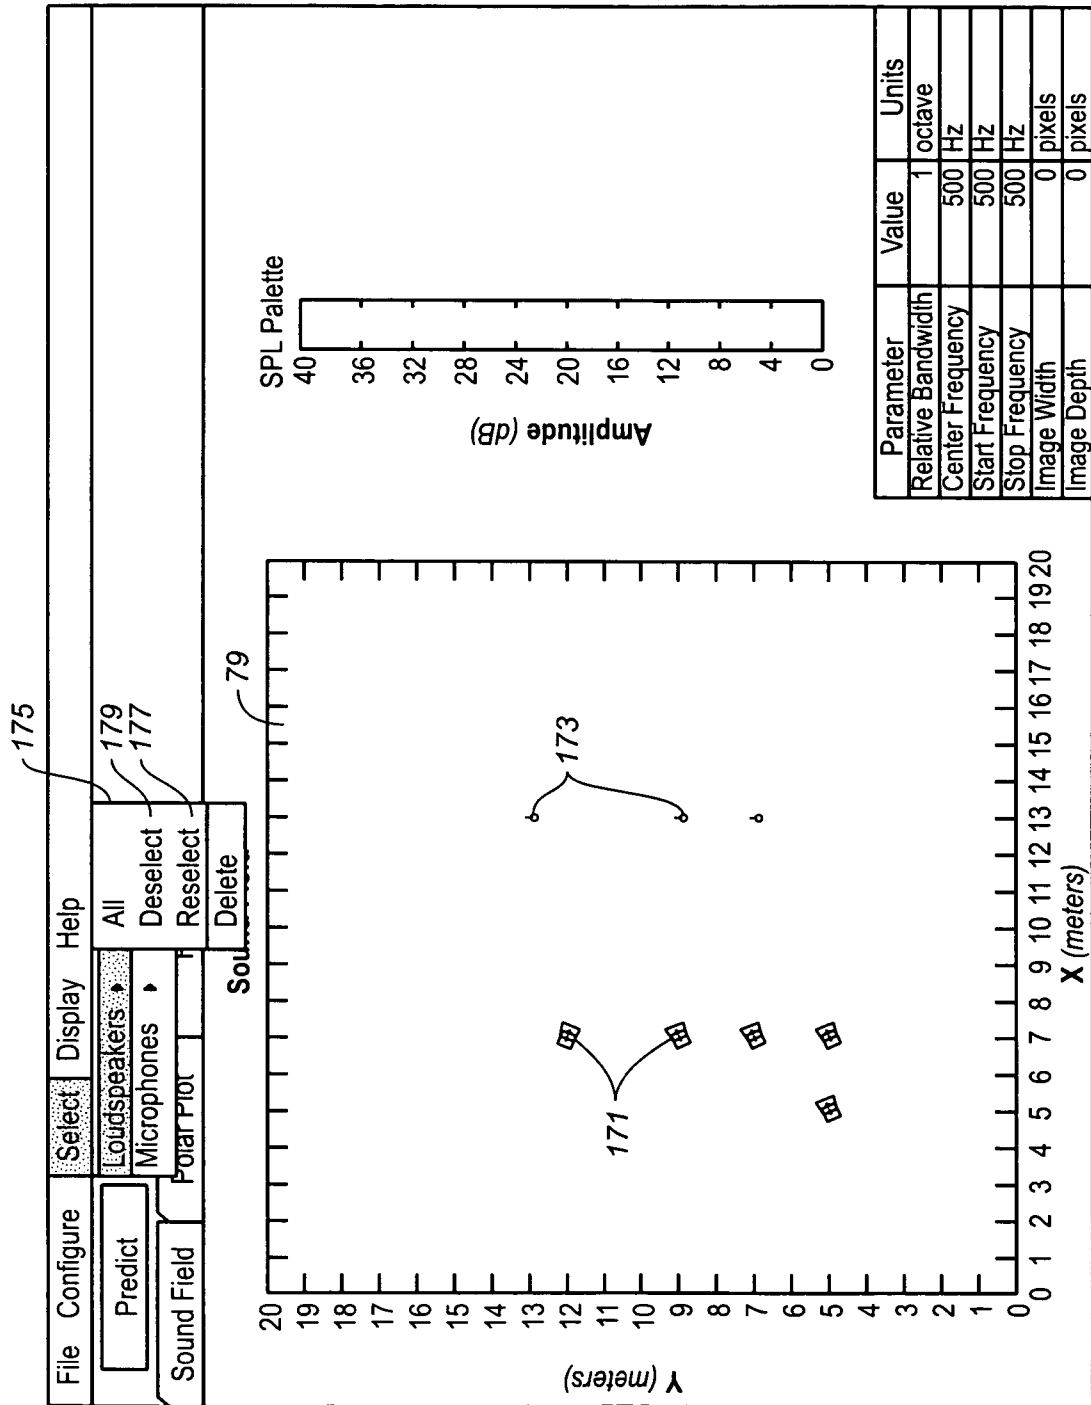 File Configure Select Display Help
Predict
Loudspeakers
Microphones
All
Deselect
Reselect
Delete
175
179
177
Sound Field
Polar Plot
79
20
19
18
17
16
15
14
13
12
11
10
9
8
7
6
5
4
3
2
1
0
Y (meters)
0 1 2 3 4 5 6 7 8 9 10 11 12 13 14 15 16 17 18 19 20
X (meters)
171
173
SPL Palette
40
36
32
28
24
20
16
12
8
4
0
Amplitude (dB)
Parameter Value Units
Relative Bandwidth 1 octave
Center Frequency 500 Hz
Start Frequency 500 Hz
Stop Frequency 500 Hz
Image Width 0 pixels
Image Depth 0 pixels